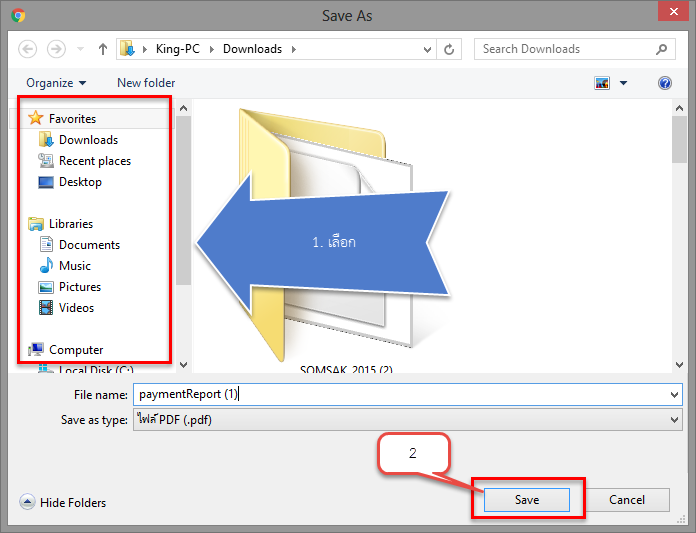 Save As
King-PC
Downloads
Search Downloads
Organize
New folder
Favorites
Downloads
Recent places
Desktop
Libraries
Documents
Music
Pictures
Videos
Computer
Local Disk (C:)
1. เลือก
SOMSAK_2015 (2)
File name:
paymentReport (1)
Save as type:
ไฟล์ PDF (.pdf)
2
Hide Folders
Save
Cancel